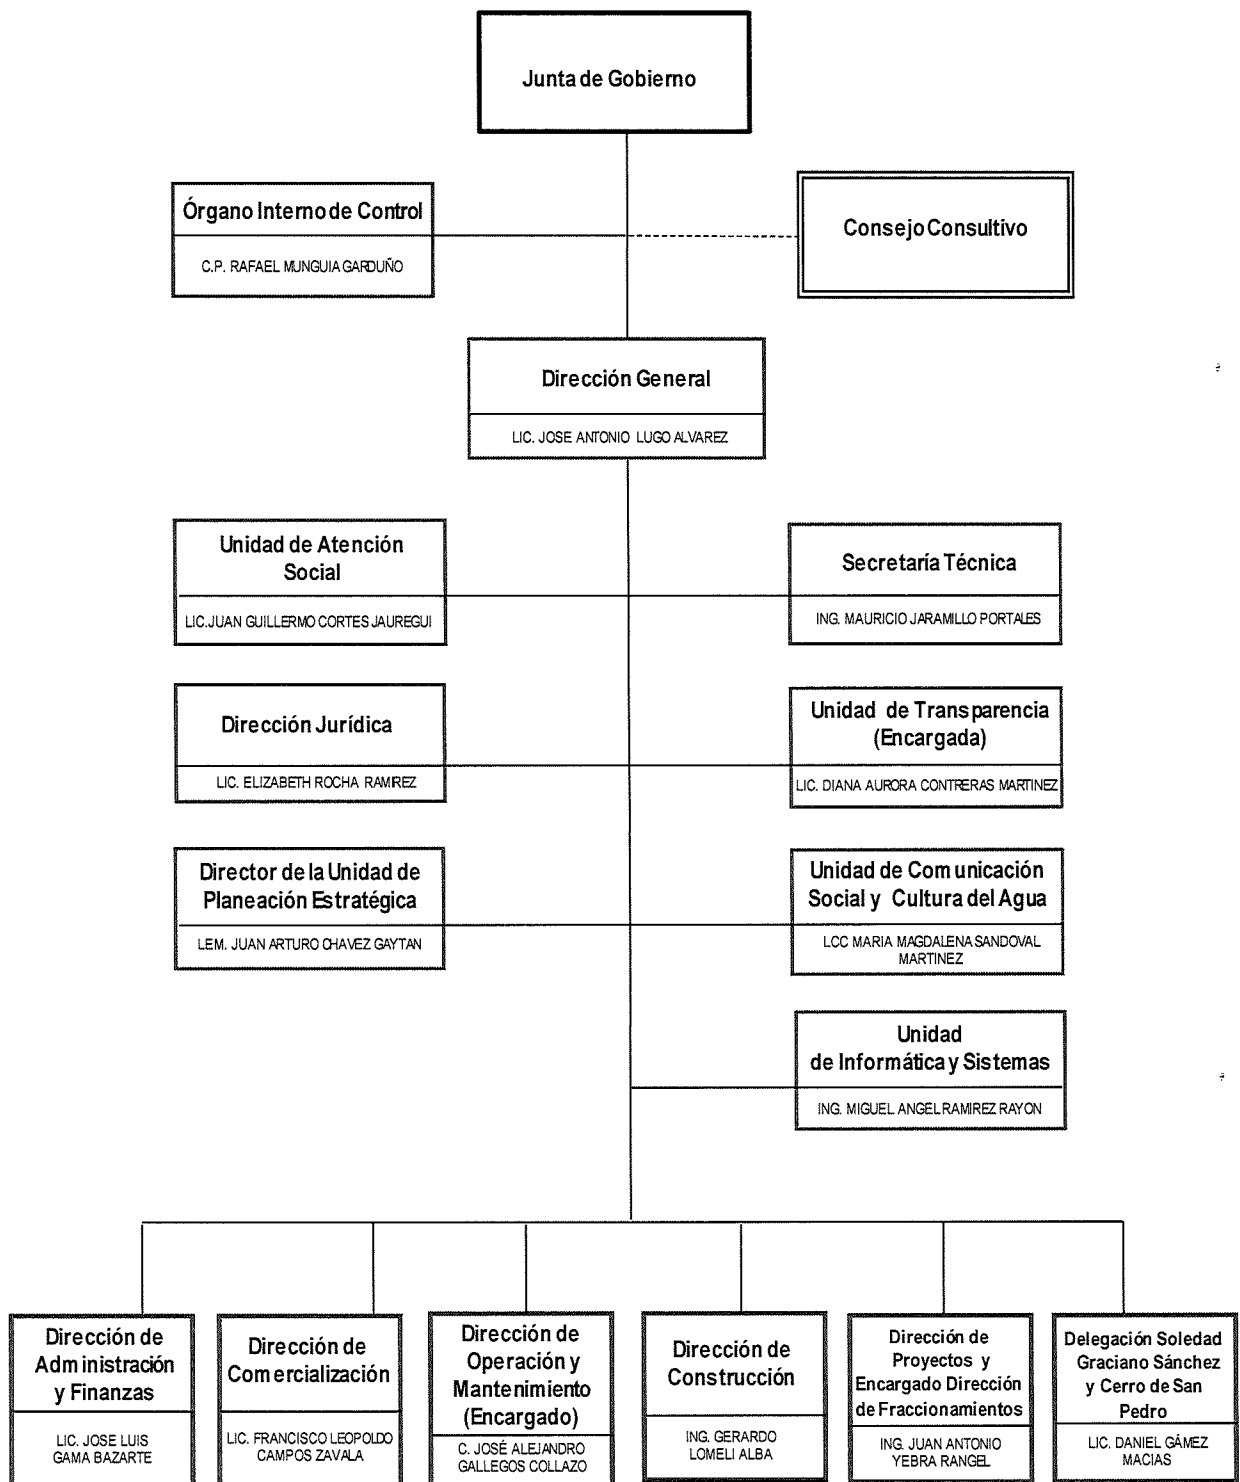 Junta de Gobierno
Órgano Interno de Control
C.P. RAFAEL MUNGUIA GARDUÑO
Consejo Consultivo
Dirección General
LIC. JOSE ANTONIO LUGO ALVAREZ
Unidad de Atención
Social
LIC.JUAN GUILLERMO CORTES JAUREGUI
Secretaría Técnica
ING. MAURICIO JARAMILLO PORTALES
Dirección Jurídica
LIC. ELIZABETH ROCHA RAMIREZ
Unidad de Transparencia
(Encargada)
LIC. DIANA AURORA CONTRERAS MARTINEZ
Director de la Unidad de
Planeación Estratégica
LEM. JUAN ARTURO CHAVEZ GAYTAN
Unidad de Comunicación
Social y Cultura del Agua
LCC MARIA MAGDALENA SANDOVAL
MARTINEZ
Unidad
de Informática y Sistemas
ING. MIGUEL ANGEL RAMIREZ RAYON
Dirección de
Administración
y Finanzas
LIC. JOSE LUIS
GAMA BAZARTE
Dirección de
Comercialización
LIC. FRANCISCO LEOPOLDO
CAMPOS ZAVALA
Dirección de
Operación y
Mantenimiento
(Encargado)
C. JOSÉ ALEJANDRO
GALLEGOS COLLAZO
Dirección de
Construcción
ING. GERARDO
LOMELI ALBA
Dirección de
Proyectos y
Encargado Dirección
de Fraccionamientos
ING. JUAN ANTONIO
YEBRA RANGEL
Delegación Soledad
Graciano Sánchez
y Cerro de San
Pedro
LIC. DANIEL GÁMEZ
MACIAS